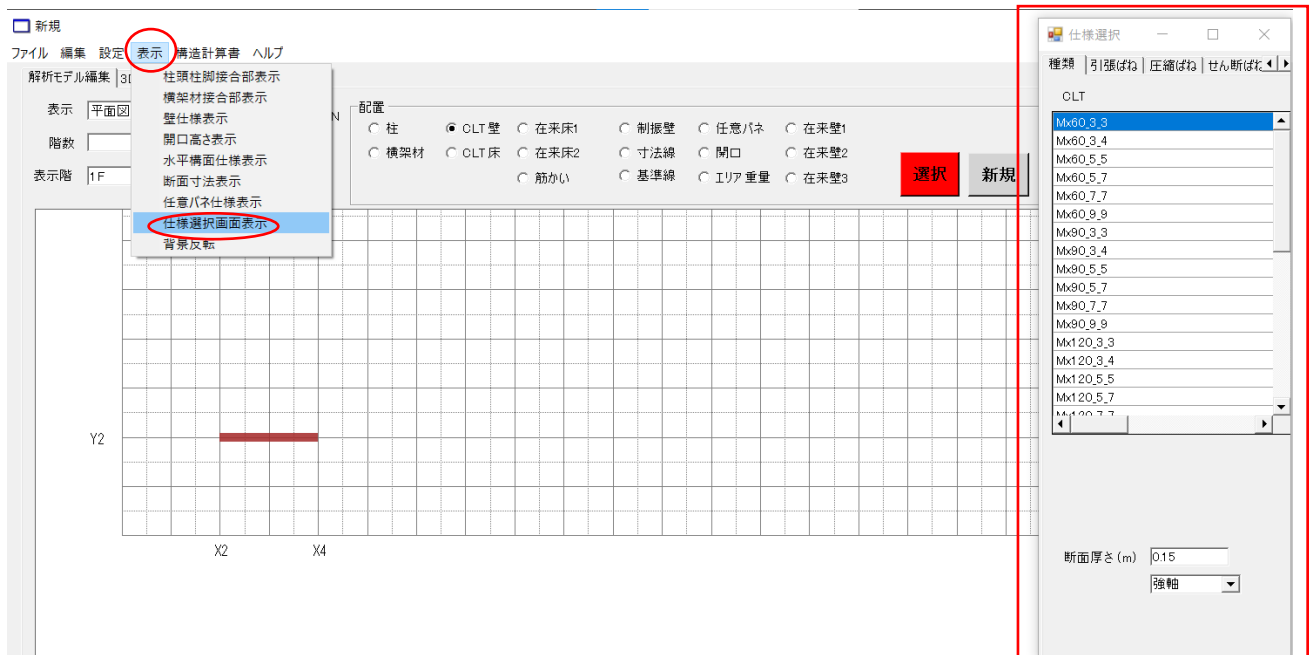 新規
ファイル 編集 設定 表示 構造計算書 ヘルプ
解析モデル編集
表示 平面図
階数
表示階 1F
柱頭柱脚接合部表示
横架材接合部表示
壁仕様表示
開口高さ表示
水平構面仕様表示
断面寸法表示
任意バネ仕様表示
仕様選択画面表示
背景反転
N
配置
柱 CLT壁 在来床1 制振壁 任意バネ 在来壁1
横架材 CLT床 在来床2 寸法線 開口 在来壁2
筋かい 基準線 エリア重量 在来壁3
選択 新規
Y2
X2 X4
仕様選択
種類 引張ばね 圧縮ばね せん断ばね
CLT
Mx60_3_3
Mx60_3_4
Mx60_5_5
Mx60_5_7
Mx60_7_7
Mx60_9_9
Mx90_3_3
Mx90_3_4
Mx90_5_5
Mx90_5_7
Mx90_7_7
Mx90_9_9
Mx120_3_3
Mx120_3_4
Mx120_5_5
Mx120_5_7
Mx120_7_7
断面厚さ(m) 0.15
強軸